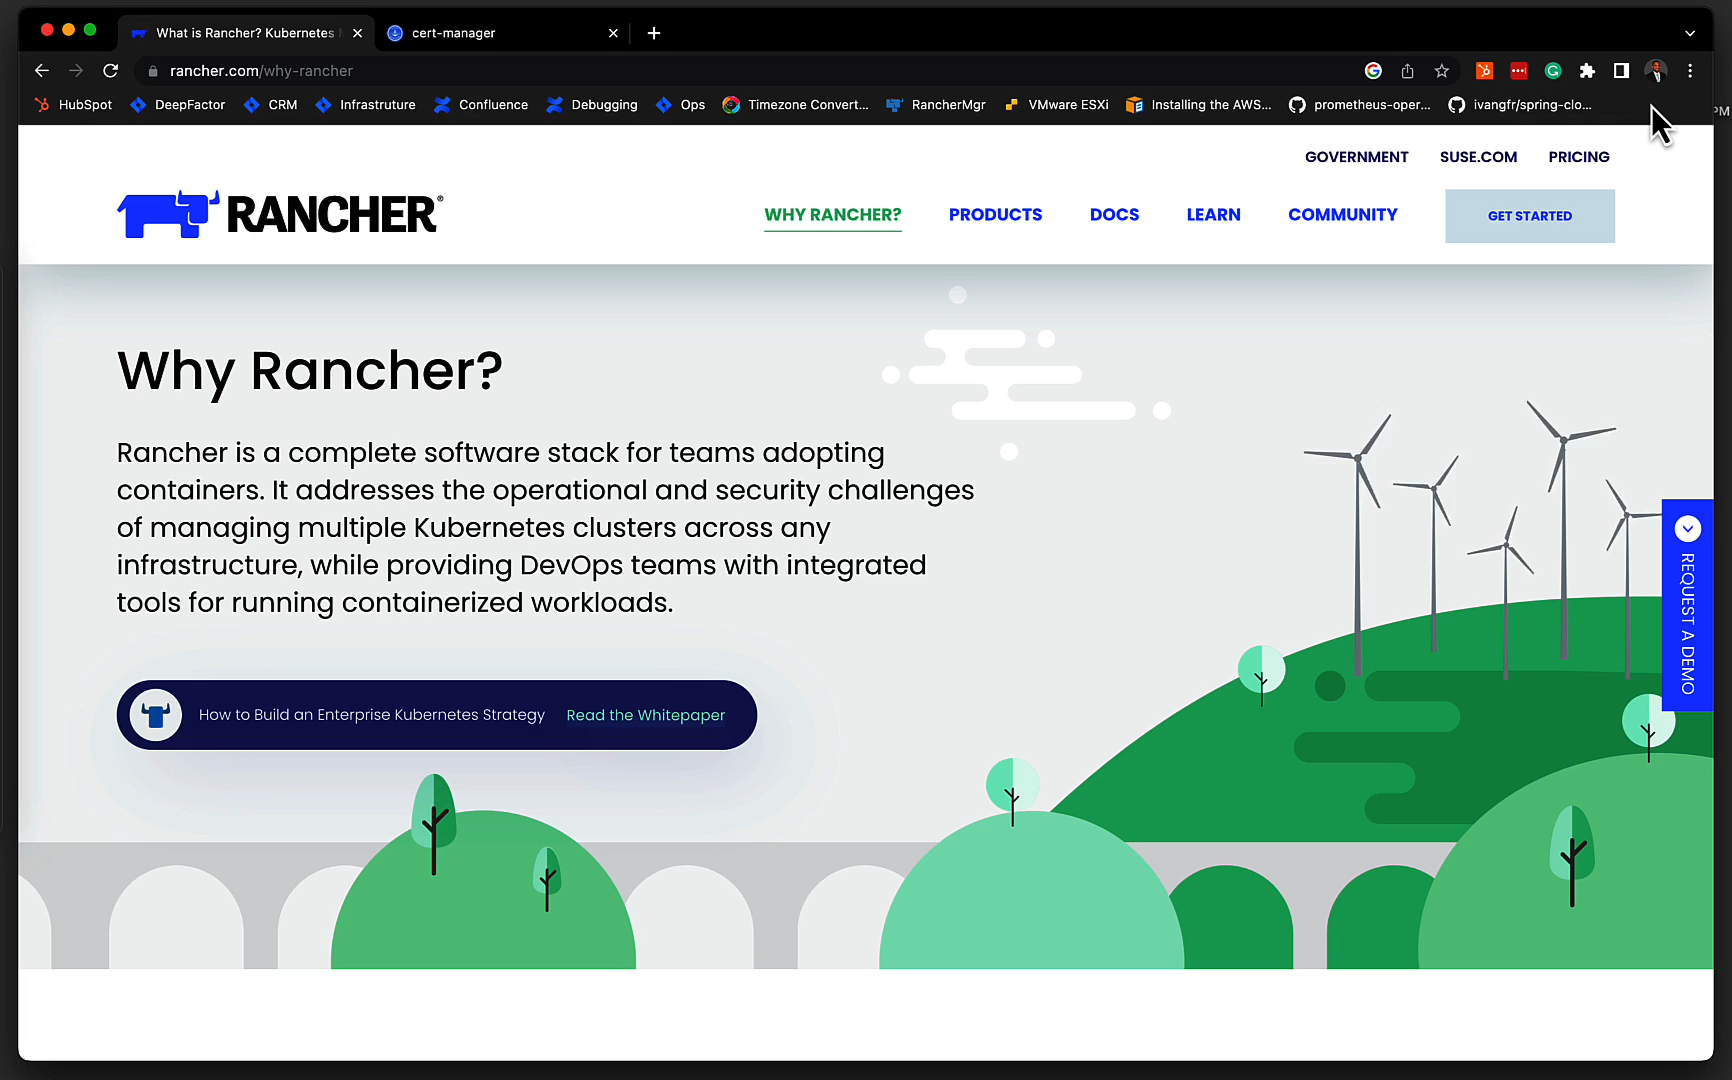 What is Rancher? Kubernetes M
cert-manager
rancher.com/why-rancher
HubSpot
DeepFactor
CRM
Infrastruture
Confluence
Debugging
Ops
Timezone Convert...
RancherMgr
VMware ESXi
Installing the AWS...
prometheus-oper...
ivangfr/spring-clo...
PM
GOVERNMENT
SUSE.COM
PRICING
RANCHER®
WHY RANCHER?
PRODUCTS
DOCS
LEARN
COMMUNITY
GET STARTED
Why Rancher?
Rancher is a complete software stack for teams adopting
containers. It addresses the operational and security challenges
of managing multiple Kubernetes clusters across any
infrastructure, while providing DevOps teams with integrated
tools for running containerized workloads.
How to Build an Enterprise Kubernetes Strategy
Read the Whitepaper
REQUEST A DEMO